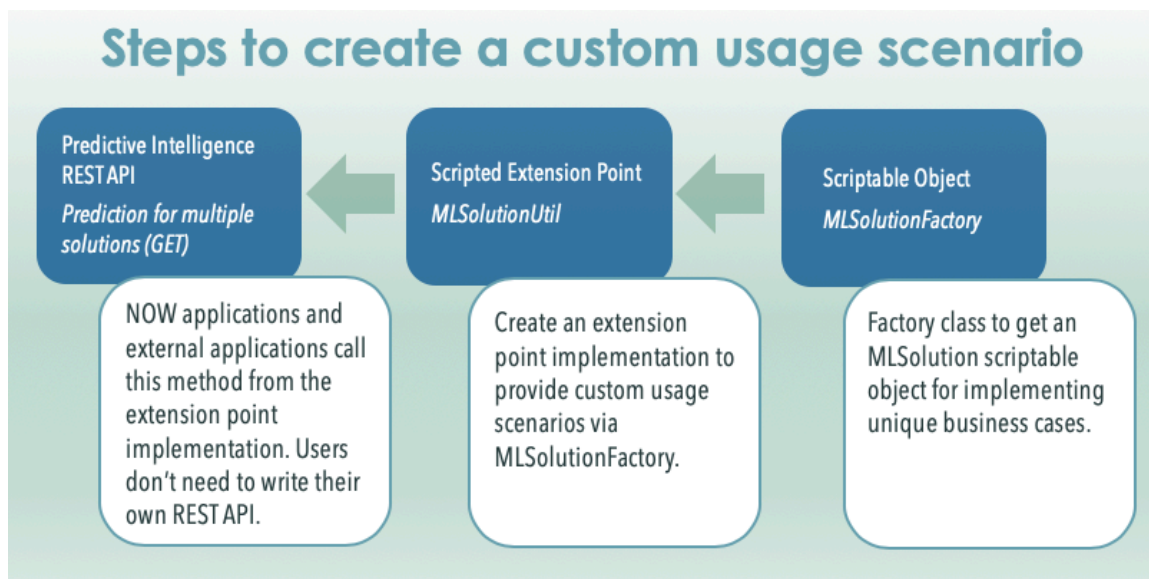 Steps to create a custom usage scenario
Predictive Intelligence
REST API
Prediction for multiple
solutions (GET)
NOW applications and
external applications call
this method from the
extension point
implementation. Users
don't need to write their
own REST API.
Scripted Extension Point
MLSolutionUtil
Create an extension
point implementation to
provide custom usage
scenarios via
MLSolutionFactory.
Scriptable Object
MLSolutionFactory
Factory class to get an
MLSolution scriptable
object for implementing
unique business cases.